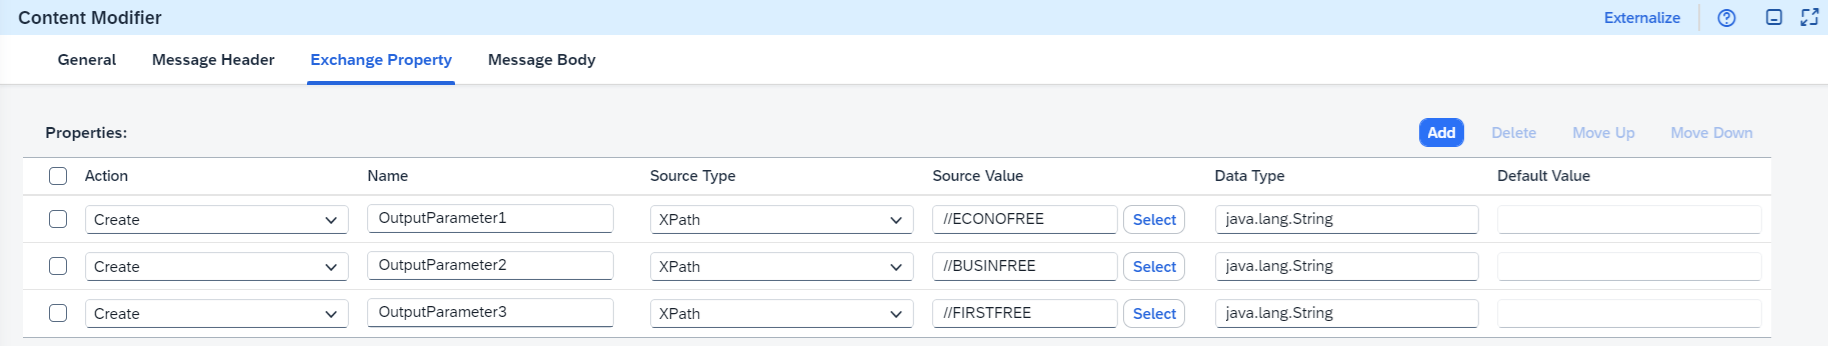 Content Modifier Externalize
General Message Header Exchange Property Message Body
Properties: Add Delete Move Up Move Down
Action Name Source Type Source Value Data Type Default Value
Create OutputParameter1 XPath //ECONOFREE Select java.lang.String
Create OutputParameter2 XPath //BUSINFREE Select java.lang.String
Create OutputParameter3 XPath //FIRSTFREE Select java.lang.String